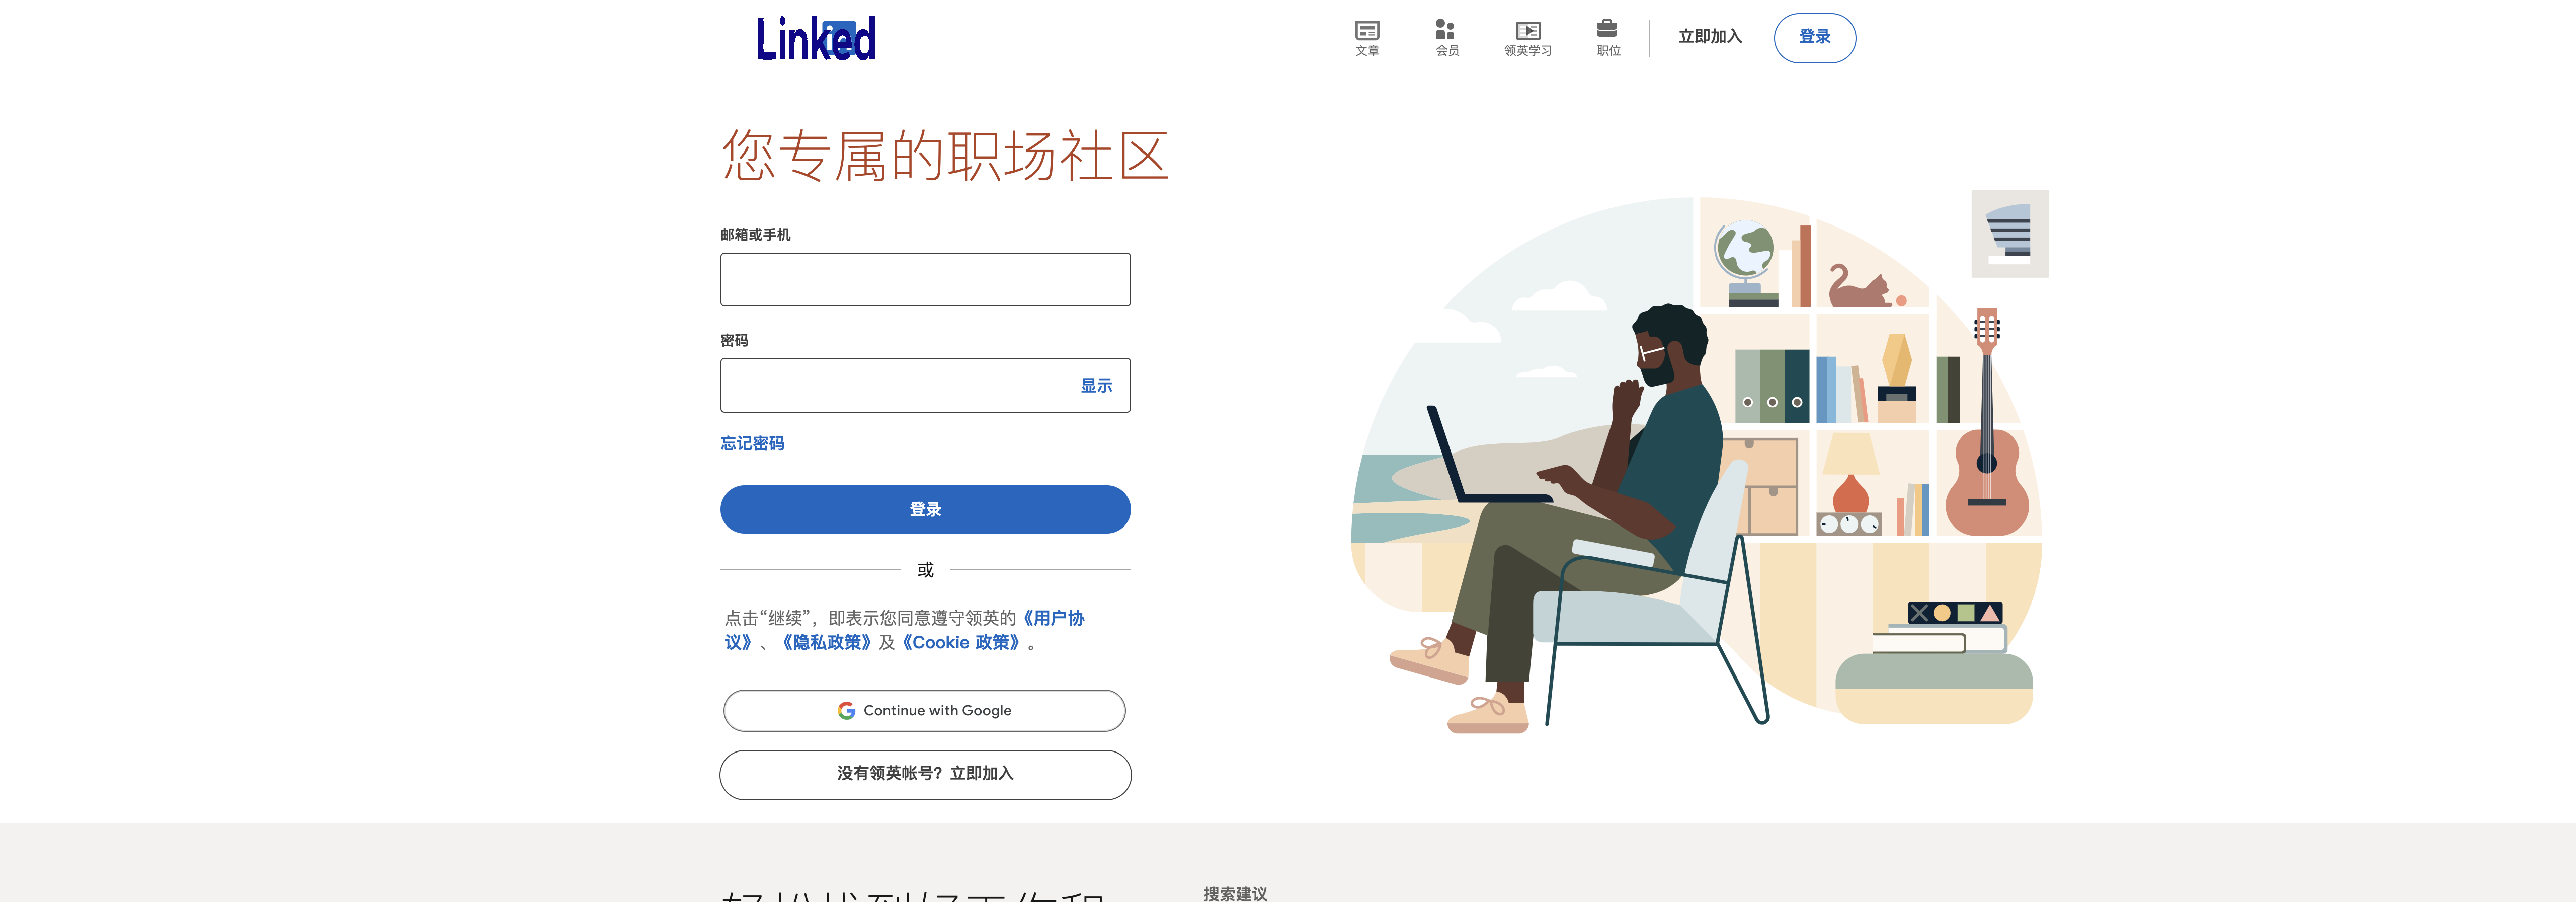 Linked
文章
会员
领英学习
职位
立即加入
登录
您专属的职场社区
邮箱或手机
密码
显示
忘记密码
登录
或
点击“继续”，即表示您同意遵守领英的《用户协
议》、《隐私政策》及《Cookie 政策》。
Continue with Google
没有领英帐号？立即加入
搜索建议